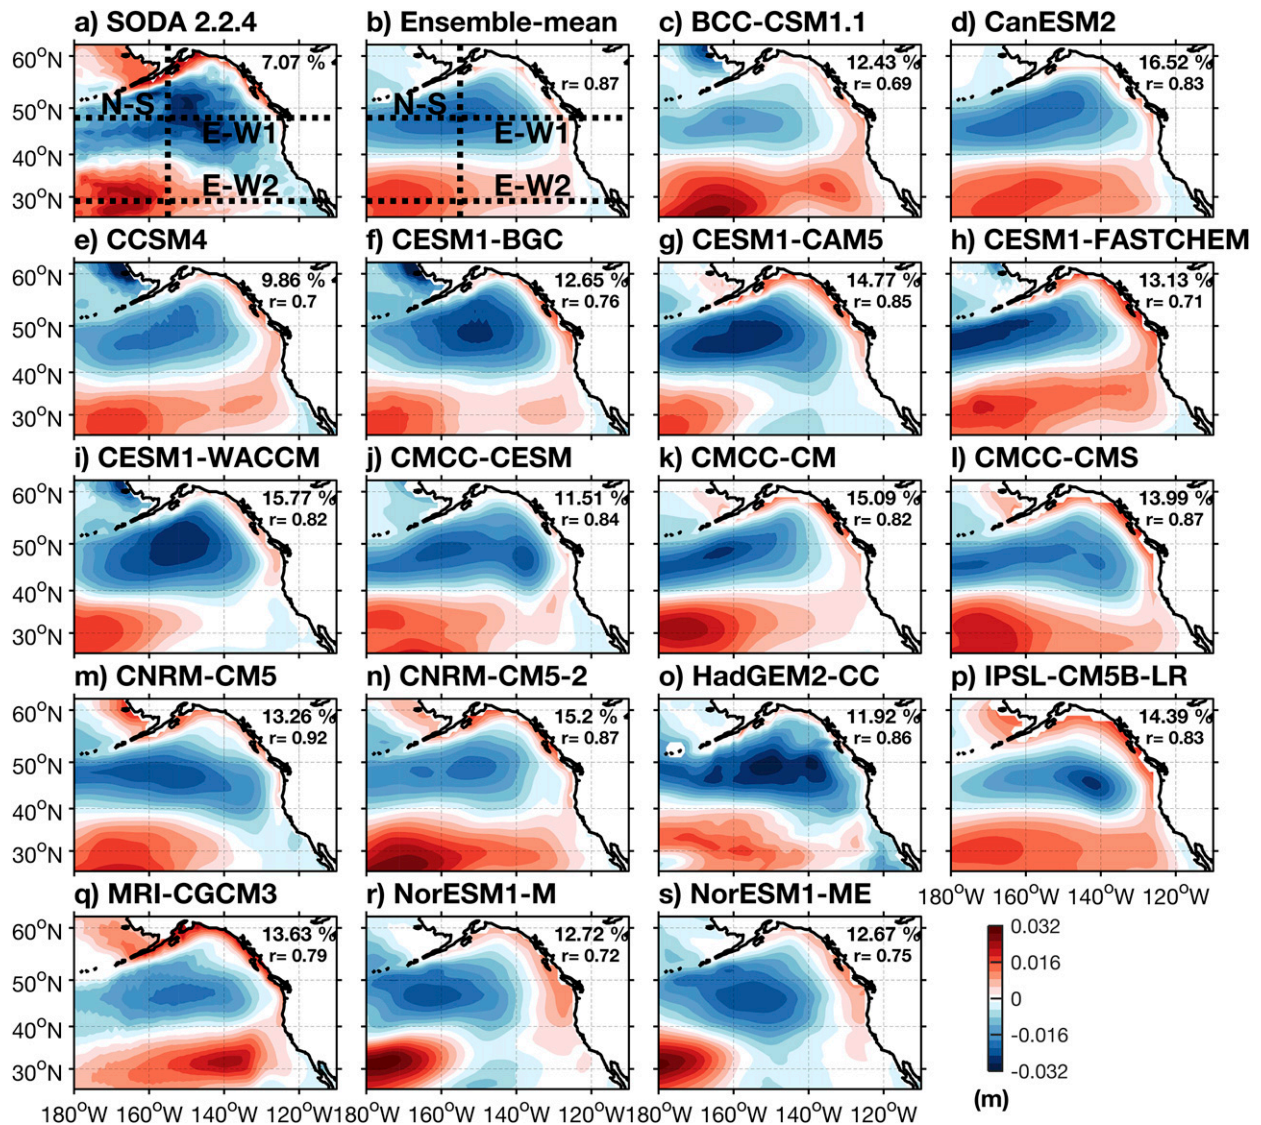 a) SODA 2.2.4
b) Ensemble-mean
c) BCC-CSM1.1
d) CanESM2
60°N
50°N
40°N
30°N
7.07 %
N-S
E-W1
E-W2
r= 0.87
N-S
E-W1
E-W2
12.43 %
r= 0.69
16.52 %
r= 0.83
e) CCSM4
f) CESM1-BGC
g) CESM1-CAM5
h) CESM1-FASTCHEM
60°N
50°N
40°N
30°N
9.86 %
r= 0.7
12.65 %
r= 0.76
14.77 %
r= 0.85
13.13 %
r= 0.71
i) CESM1-WACCM
j) CMCC-CESM
k) CMCC-CM
l) CMCC-CMS
60°N
50°N
40°N
30°N
15.77 %
r= 0.82
11.51 %
r= 0.84
15.09 %
r= 0.82
13.99 %
r= 0.87
m) CNRM-CM5
n) CNRM-CM5-2
o) HadGEM2-CC
p) IPSL-CM5B-LR
60°N
50°N
40°N
30°N
13.26 %
r= 0.92
15.2 %
r= 0.87
11.92 %
r= 0.86
14.39 %
r= 0.83
180°W 160°W 140°W 120°W
q) MRI-CGCM3
r) NorESM1-M
s) NorESM1-ME
60°N
50°N
40°N
30°N
13.63 %
r= 0.79
12.72 %
r= 0.72
12.67 %
r= 0.75
180°W 160°W 140°W 120°W
180°W 160°W 140°W 120°W
180°W 160°W 140°W 120°W
0.032
0.016
0
-0.016
-0.032
(m)